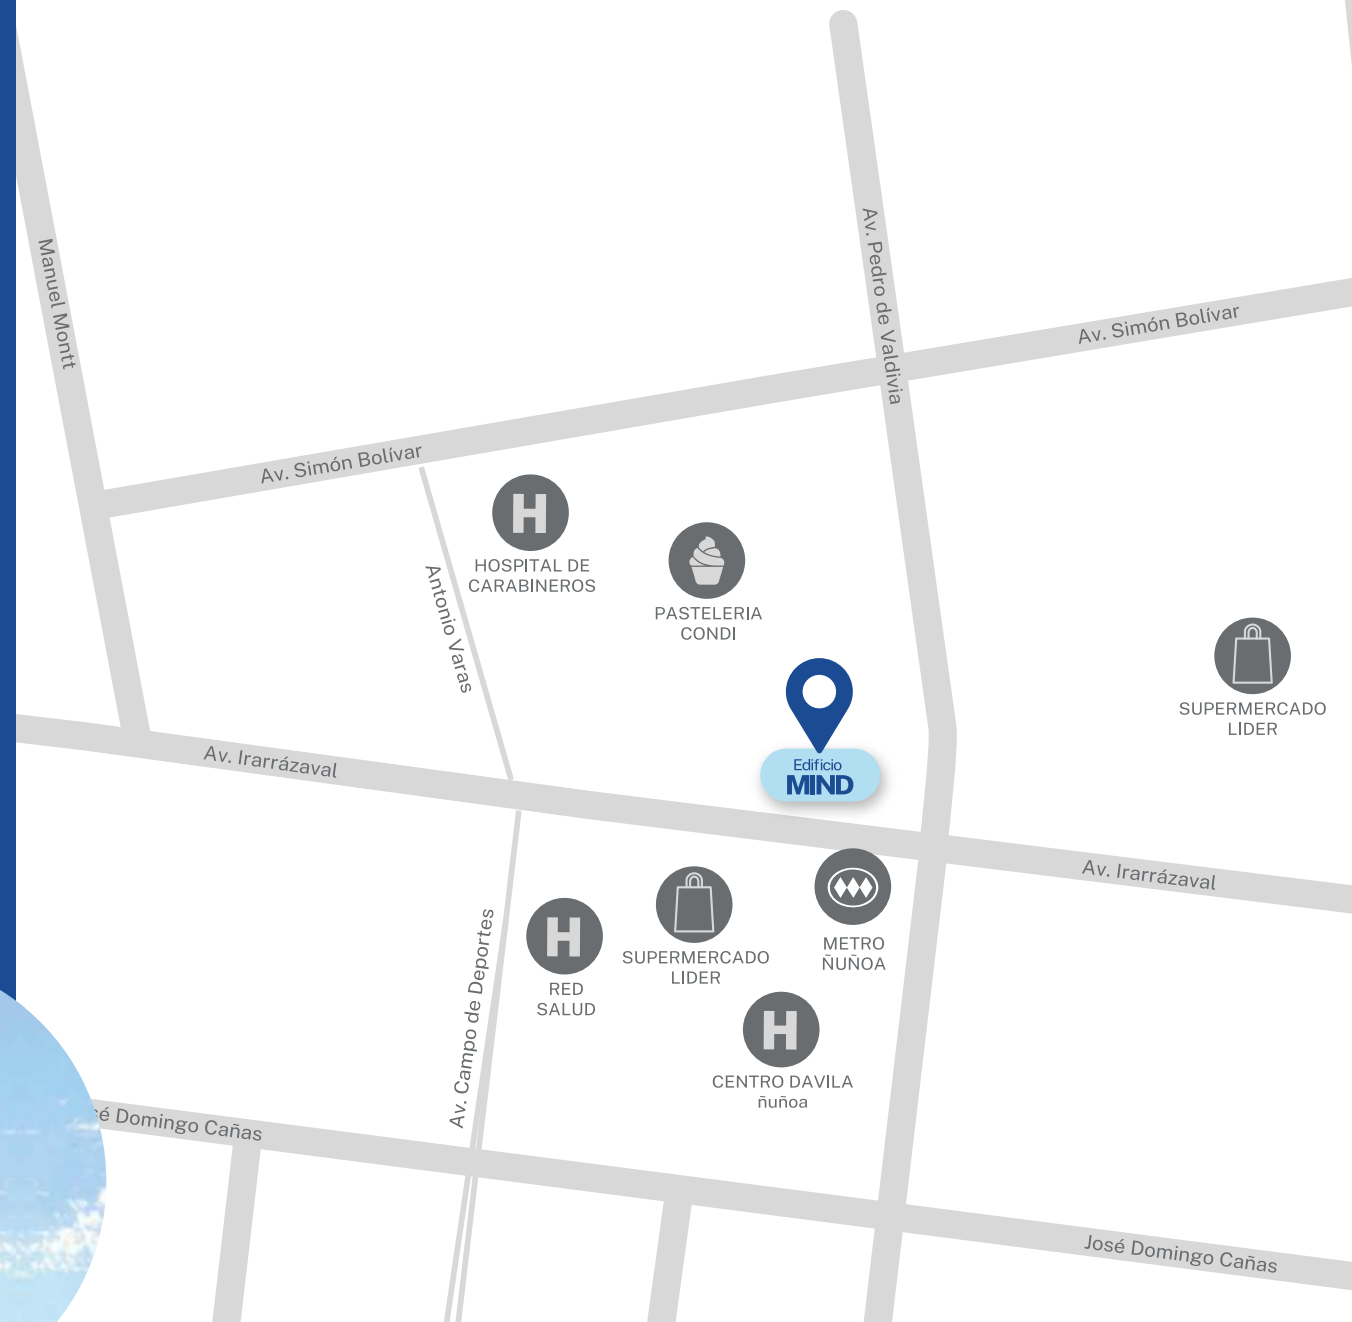 Av. Pedro de Valdivia
Manuel Montt
Av. Simón Bolívar
Av. Simón Bolívar
H
HOSPITAL DE
CARABINEROS
Antonio Varas
PASTELERIA
CONDI
SUPERMERCADO
LIDER
Av. Irarrázaval
Edificio
MIND
Av. Irarrázaval
H
RED
SALUD
SUPERMERCADO
LIDER
METRO
ÑUÑOA
Av. Campo de Deportes
H
CENTRO DAVILA
ñuñoa
sé Domingo Cañas
José Domingo Cañas